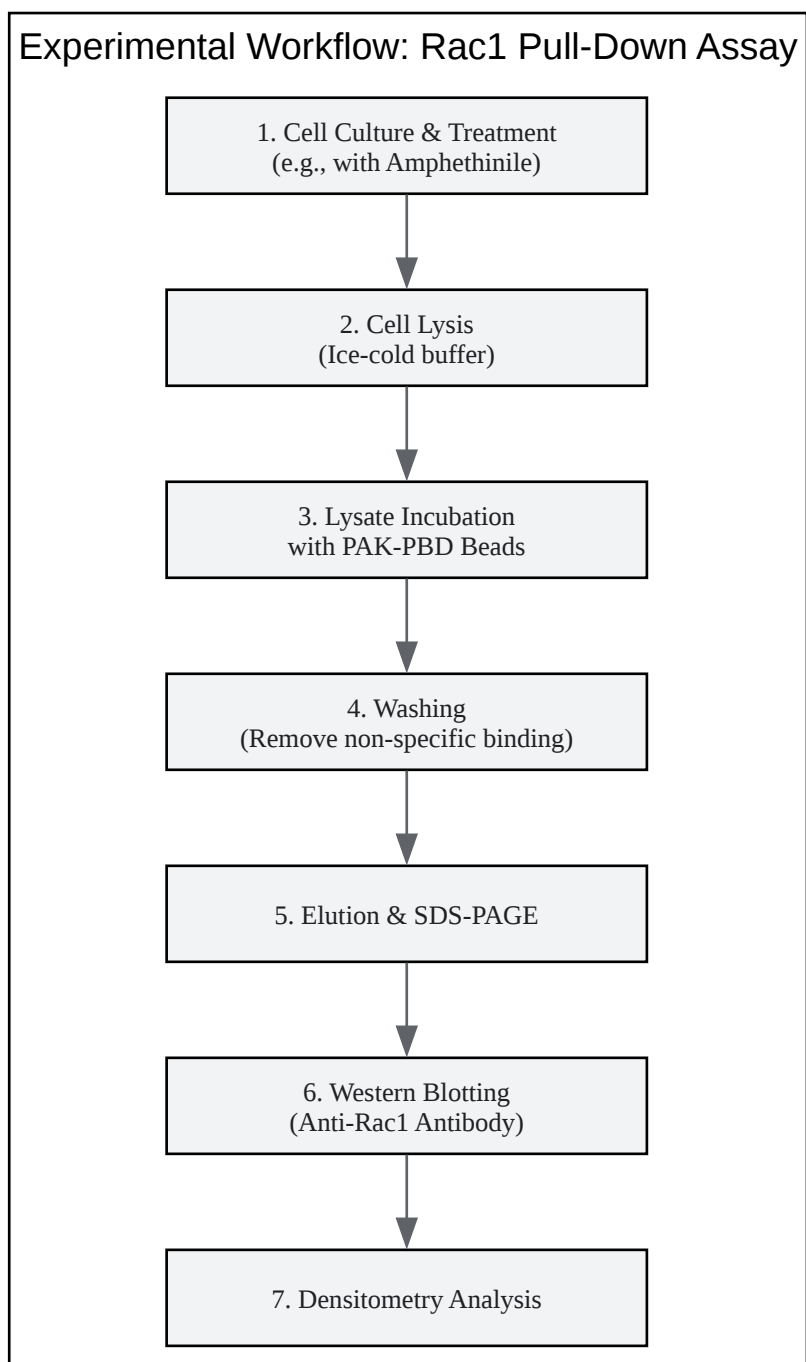 Experimental Workflow: Rac1 Pull-Down Assay
1. Cell Culture & Treatment
(e.g., with Amphethinile)
2. Cell Lysis
(Ice-cold buffer)
3. Lysate Incubation
with PAK-PBD Beads
4. Washing
(Remove non-specific binding)
5. Elution & SDS-PAGE
6. Western Blotting
(Anti-Rac1 Antibody)
7. Densitometry Analysis